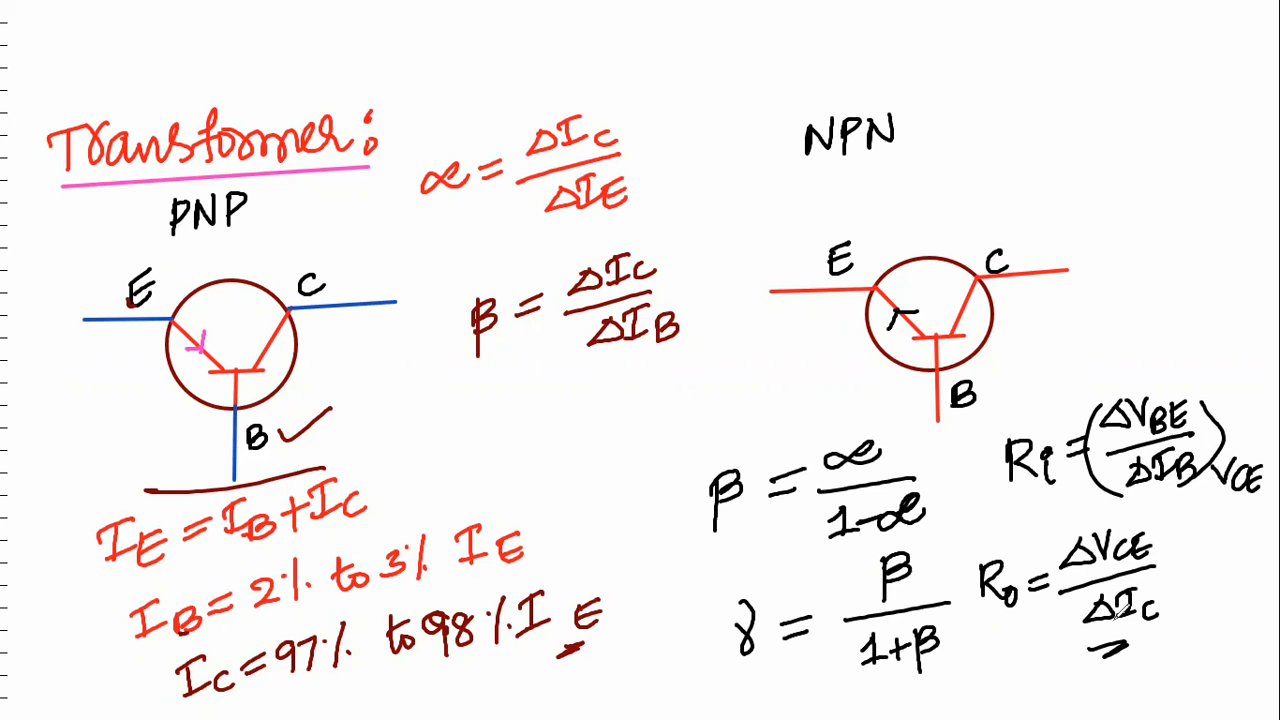 Transformer:
PNP
E
C
B
α = ΔIC / ΔIE
β = ΔIC / ΔIB
IE = IB + IC
IB = 2% to 3% IE
IC = 97% to 98% IE
NPN
E
C
B
β = α / 1-α
γ = β / 1+β
Ri = (ΔVBE / ΔIB)VCE
Ro = ΔVCE / ΔIC